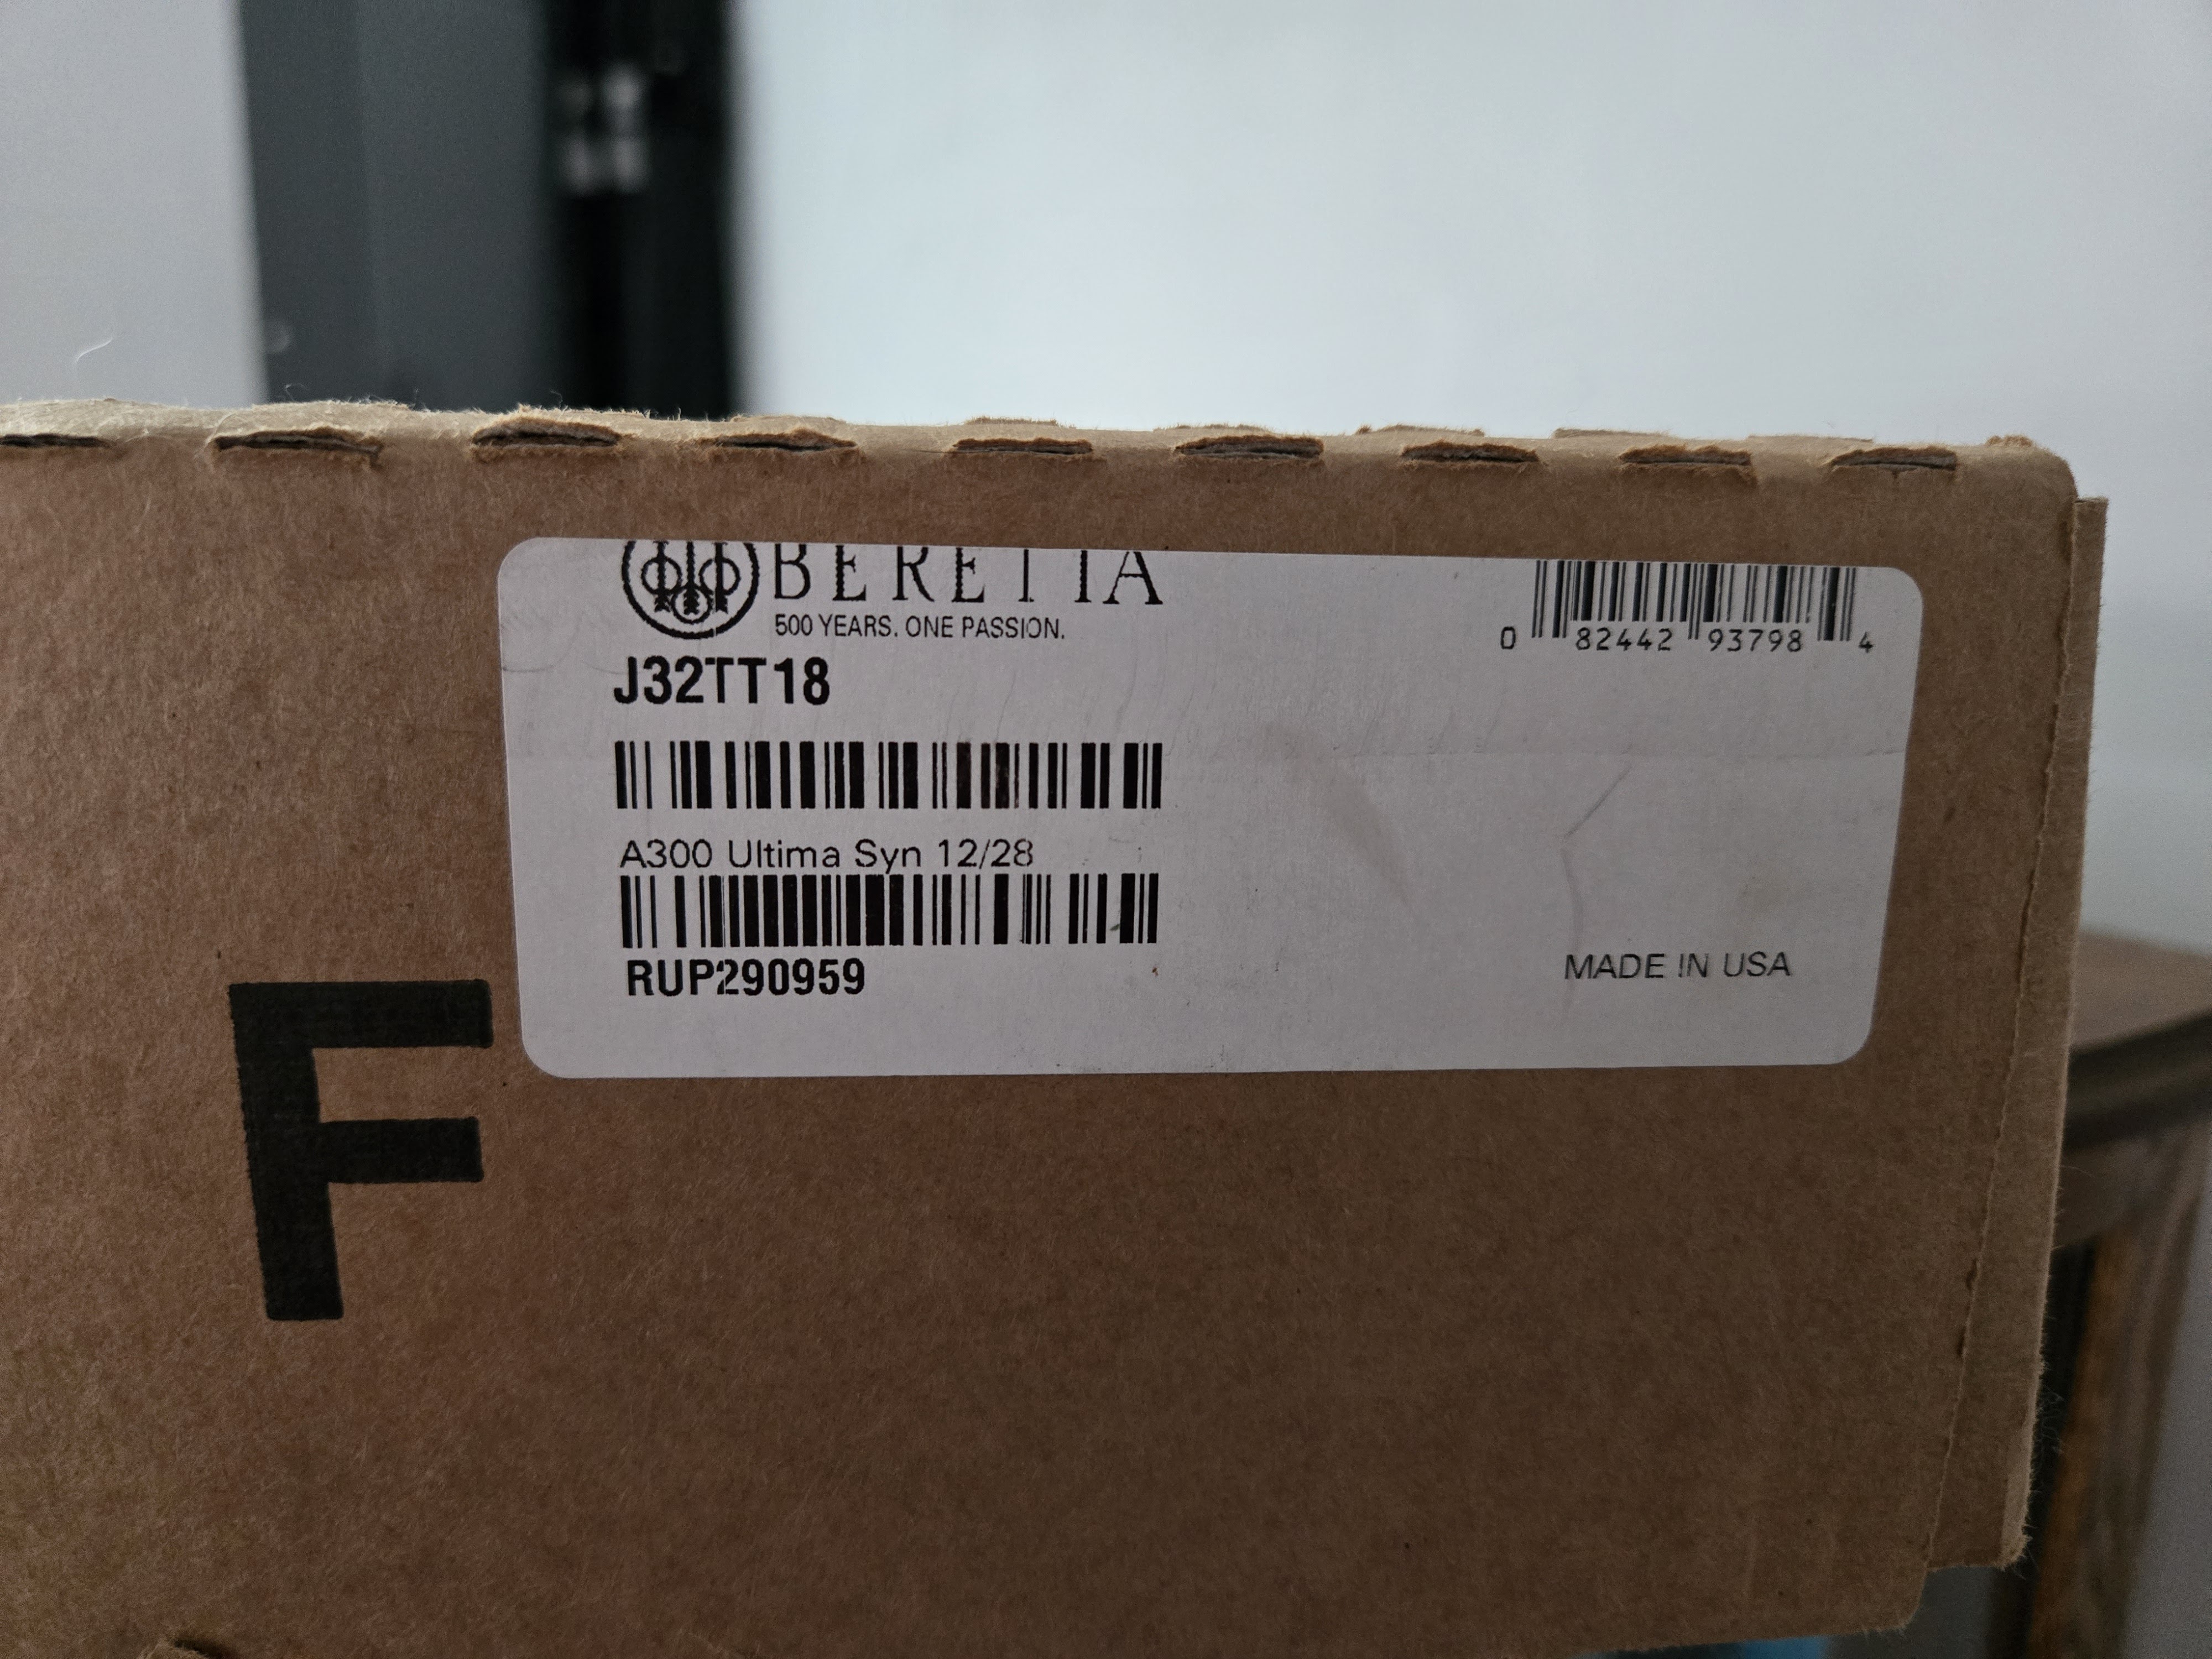 BERETTA
500 YEARS. ONE PASSION.
0 82442 93798 4
J32TT18
A300 Ultima Syn 12/28
RUP290959
MADE IN USA
F